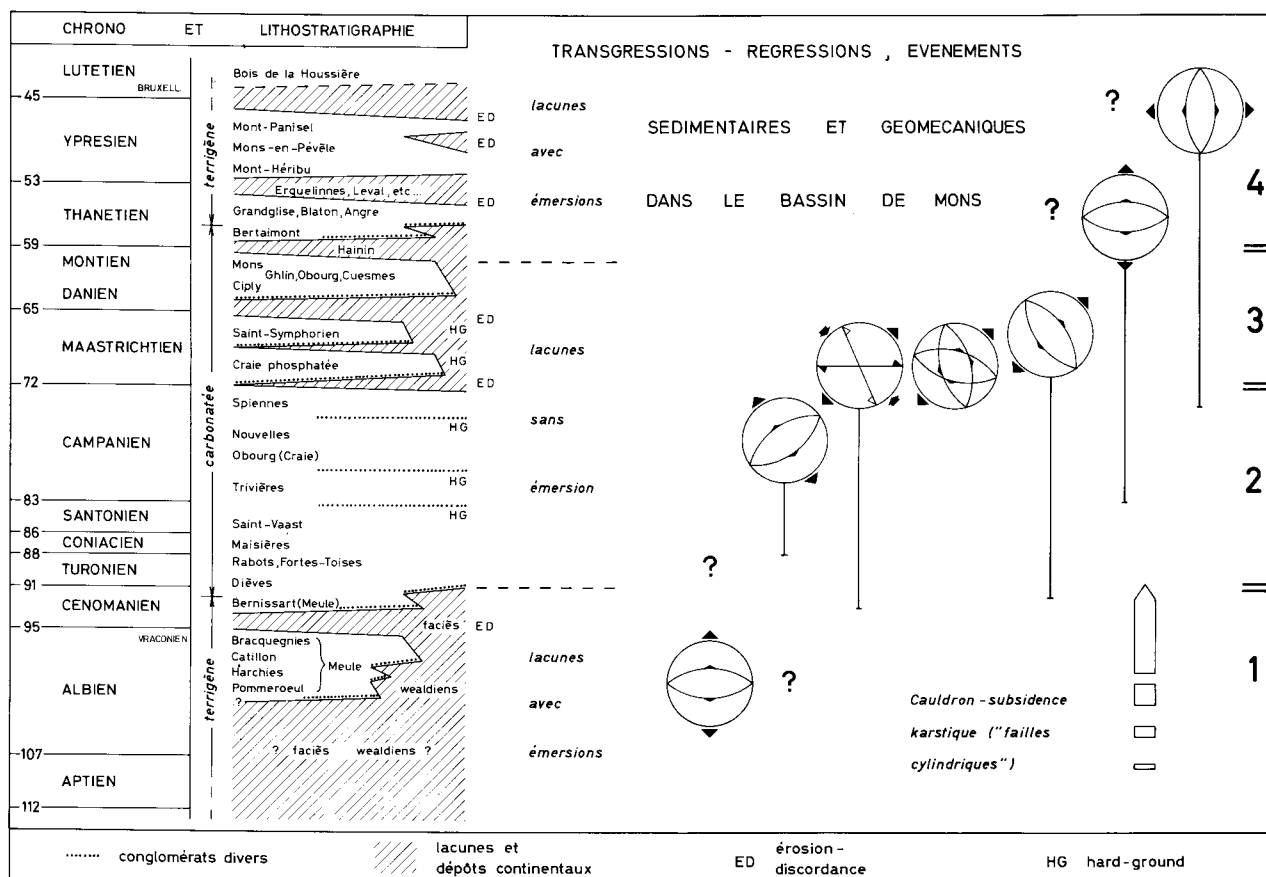 CHRONO ET LITHOSTRATIGRAPHIE
TRANSGRESSIONS - REGRESSIONS , EVENEMENTS
SEDIMENTAIRES ET GEOMECANIQUES
DANS LE BASSIN DE MONS
LUTETIEN
BRUXELL.
45
YPRESIEN
53
THANETIEN
59
MONTIEN
DANIEN
65
MAASTRICHTIEN
72
CAMPANIEN
83
SANTONIEN
86
CONIACIEN
88
TURONIEN
91
CENOMANIEN
95
VRACONIEN
ALBIEN
107
APTIEN
112
terrigène
carbonatée
terrigène
Bois de la Houssière
ED
Mont-Panisel
ED
Mons-en-Pévèle
Mont-Héribu
Erquelinnes, Leval, etc...
ED
Grandglise, Blaton, Angre
Bertaimont
Hainin
Mons
Ghlin, Obourg, Cuesmes
Ciply
ED
Saint-Symphorien HG
Craie phosphatée HG
ED
Spiennes
HG
Nouvelles
Obourg (Craie)
HG
Trivières
HG
Saint-Vaast
Maisières
Rabots, Fortes-Toises
Dièves
Bernissart (Meule)
faciès ED
Bracquegnies
Catillon
Meule
Harchies
Pommeroeul
wealdiens
?
? faciès wealdiens ?
lacunes
avec
émersions
lacunes
sans
émersion
lacunes
avec
émersions
?
?
?
?
4
3
2
1
Cauldron-subsidence
karstique ("failles
cylindriques")
conglomérats divers
lacunes et
dépôts continentaux
ED érosion-
discordance
HG hard-ground